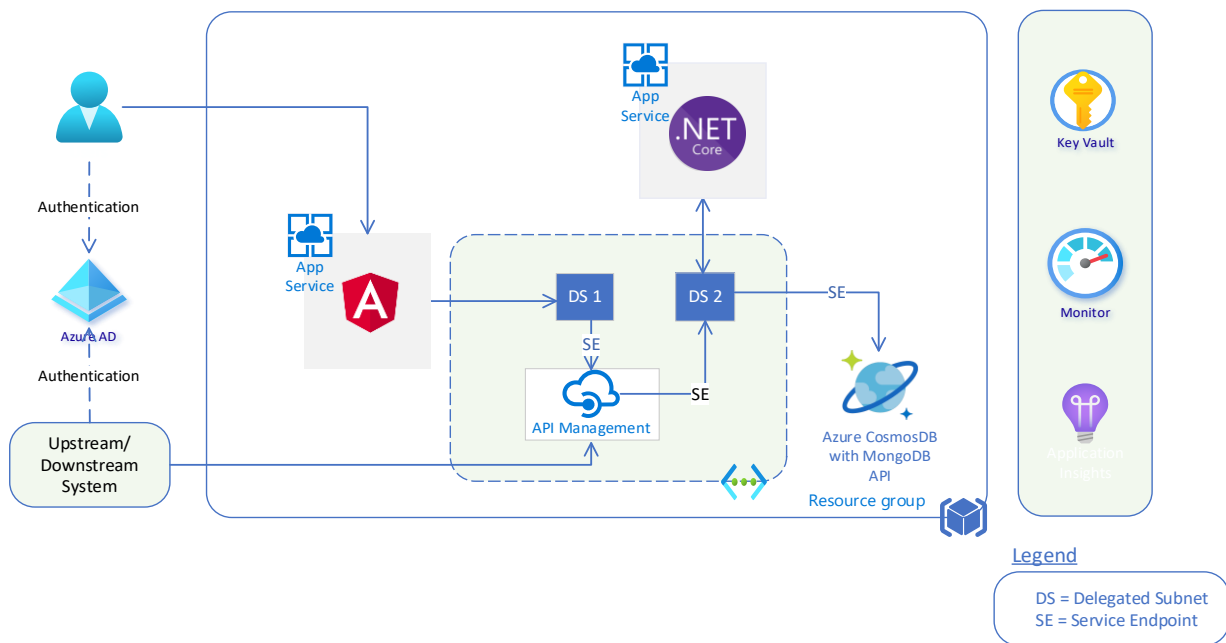 App
Service
.NET
Core
Key Vault
Authentication
App
Service
Azure AD
DS 1
DS 2
SE
SE
Monitor
Authentication
SE
API Management
Upstream/
Downstream
System
Azure CosmosDB
with MongoDB
API
Resource group
Application
Insights
Legend
DS = Delegated Subnet
SE = Service Endpoint